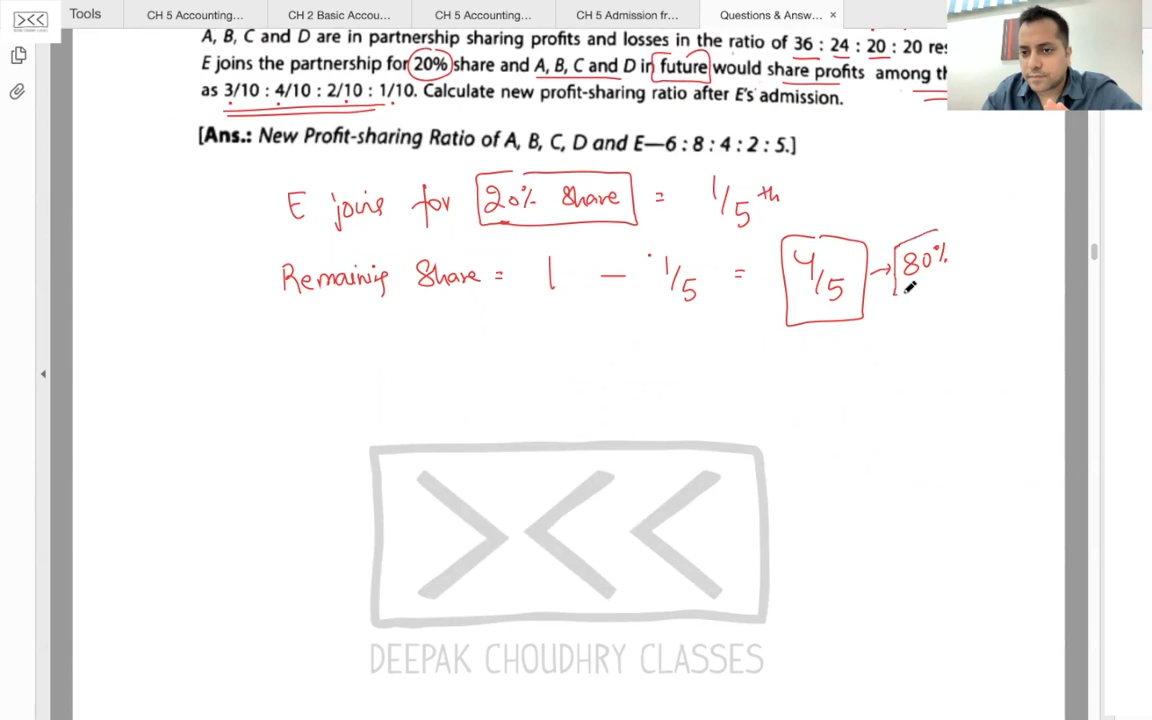 Tools CH 5 Accounting... CH 2 Basic Accou... CH 5 Accounting... CH 5 Admission fr... Questions & Answ... ×
A, B, C and D are in partnership sharing profits and losses in the ratio of 36 : 24 : 20 : 20 res
E joins the partnership for 20% share and A, B, C and D in future would share profits among th
as 3/10 : 4/10 : 2/10 : 1/10. Calculate new profit-sharing ratio after E's admission.
[Ans.: New Profit-sharing Ratio of A, B, C, D and E—6 : 8 : 4 : 2 : 5.]
E joins for 20% Share = 1/5 th
Remaining Share = 1 - 1/5 = 4/5 → 80%
DEEPAK CHOUDHRY CLASSES